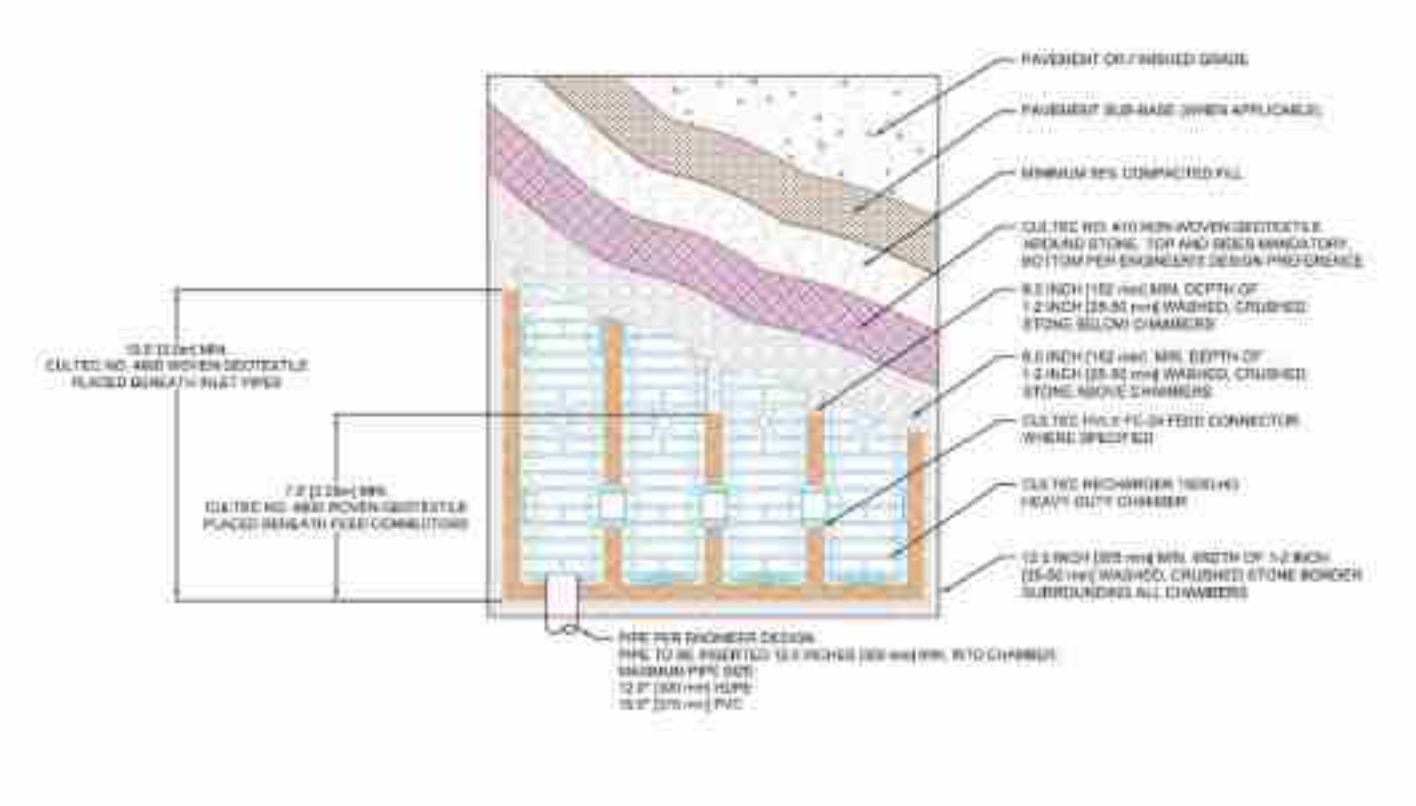 PAVEMENT OR FINISHED GRADE
PAVEMENT SUB-BASE (WHEN APPLICABLE)
MINIMUM 95% COMPACTED FILL
CULTEC NO. 410 NON-WOVEN GEOTEXTILE
AROUND STONE. TOP AND SIDES MANDATORY,
BOTTOM PER ENGINEER'S DESIGN PREFERENCE
6.0 INCH [152 mm] MIN. DEPTH OF
1-2 INCH [25-50 mm] WASHED, CRUSHED
STONE BELOW CHAMBERS
6.0 INCH [152 mm] MIN. DEPTH OF
1-2 INCH [25-50 mm] WASHED, CRUSHED
STONE ABOVE CHAMBERS
CULTEC HVLV FC-24 FEED CONNECTOR
WHERE SPECIFIED
CULTEC RECHARGER
HEAVY DUTY CHAMBER
12.0 INCH [305 mm] MIN. WIDTH OF 1-2 INCH
[25-50 mm] WASHED, CRUSHED STONE BORDER
SURROUNDING ALL CHAMBERS
MIN.
CULTEC NO. WOVEN GEOTEXTILE
PLACED BENEATH INLET PIPES
MIN.
CULTEC NO. WOVEN GEOTEXTILE
PLACED BENEATH FEED CONNECTORS
PIPE PER ENGINEER DESIGN
PIPE TO BE INSERTED INCHES MIN. INTO CHAMBER
MAXIMUM PIPE SIZE
12.0" [300 mm] HDPE
15.0" [375 mm] PVC